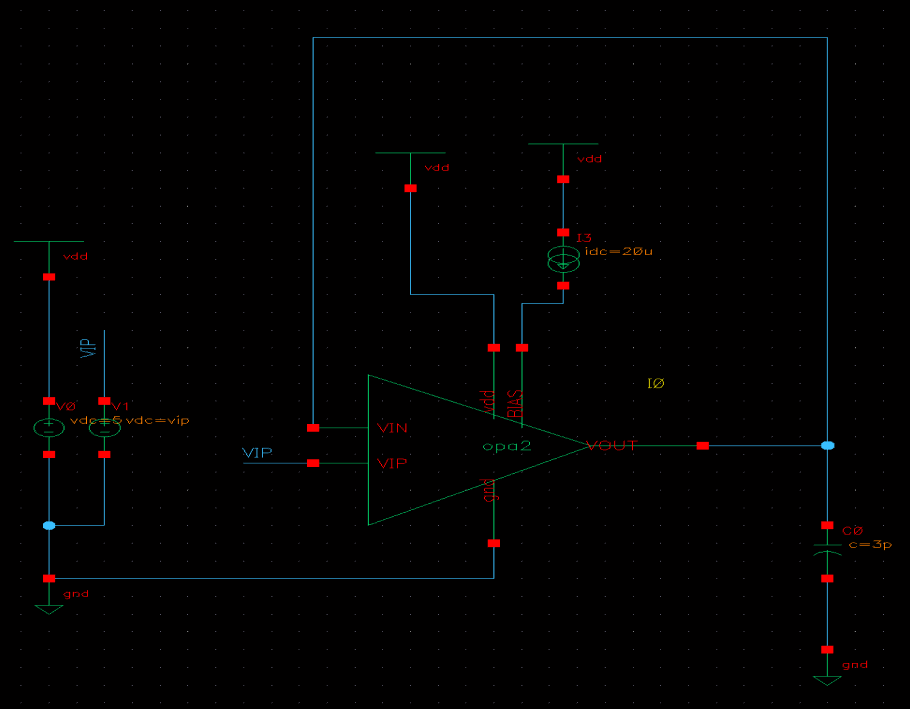 vdd
vdd
I3
idc=20u
vdd
VIP
I0
V0
vdc=5
V1
vdc=vip
vdd
BIAS
VIN
opa2
VOUT
VIP
VIP
gnd
C0
c=3p
gnd
gnd